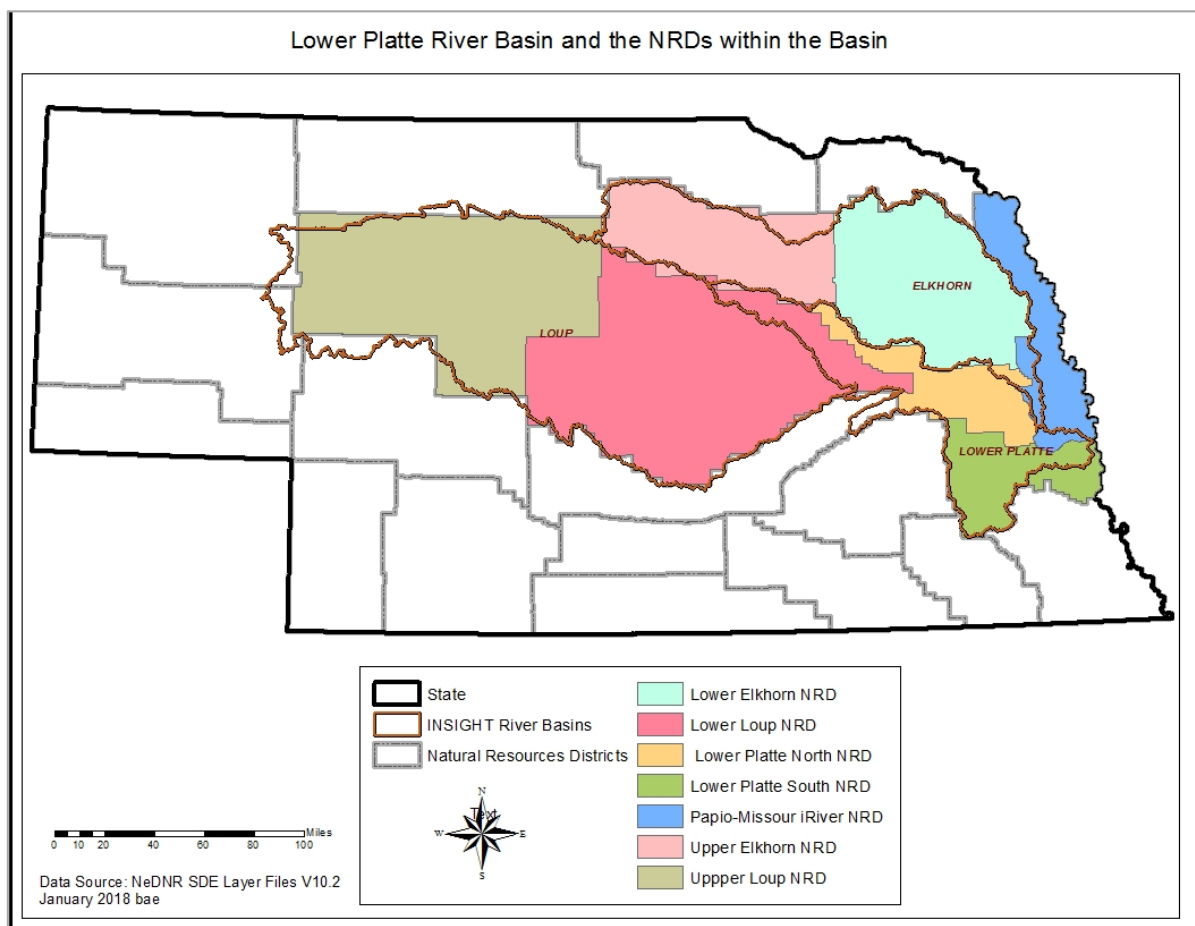 Lower Platte River Basin and the NRDs within the Basin
ELKHORN
LOUP
LOWER PLATTE
State
INSIGHT River Basins
Natural Resources Districts
Lower Elkhorn NRD
Lower Loup NRD
Lower Platte North NRD
Lower Platte South NRD
Papio-Missour iRiver NRD
Upper Elkhorn NRD
Uppper Loup NRD
N
Text
W E
S
Miles
0 10 20 40 60 80 100
Data Source: NeDNR SDE Layer Files V10.2
January 2018 bae